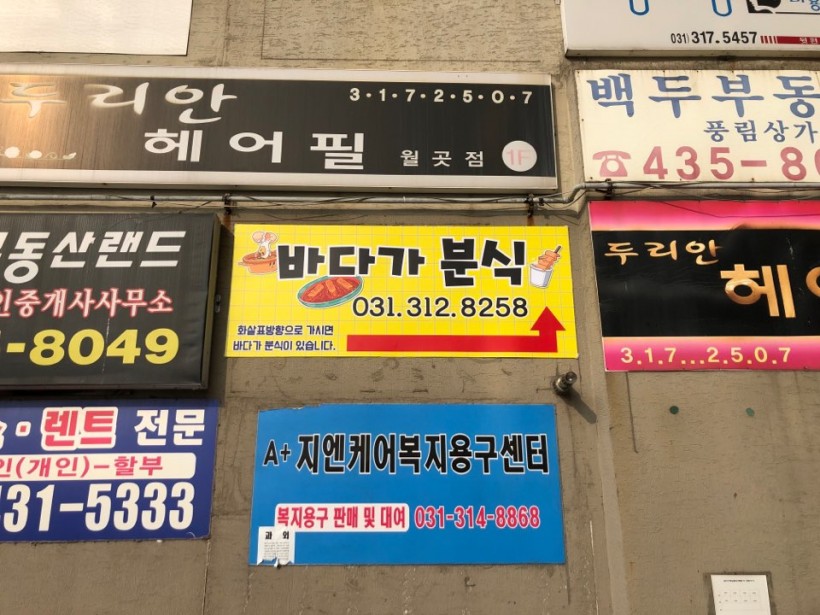 031) 317.5457
두리안
3·1·7·2·5·0·7
헤어필 월곶점 1F
백두부동
풍림상가
☎435-8
동산랜드
인중개사사무소
-8049
바다가 분식
031.312.8258
화살표방향으로 가시면
바다가 분식이 있습니다.
두리안
헤
3.1.7...2.5.0.7
렌트 전문
인(개인)-할부
31-5333
A+ 지엔케어복지용구센터
복지용구 판매 및 대여 031-314-8868
과 외